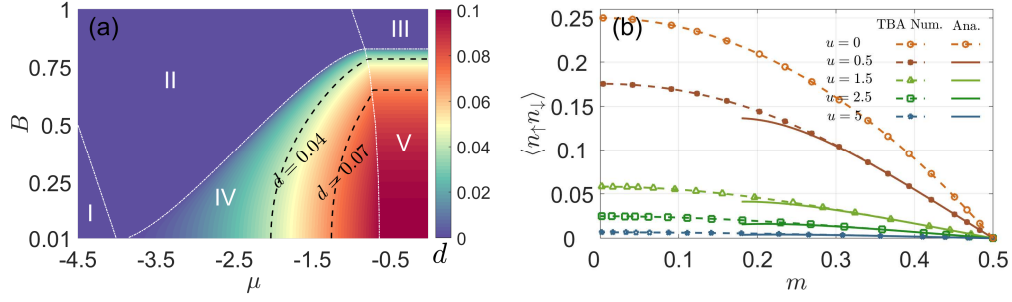 (a)
1
0.75
0.5
0.25
0.01
B
-4.5
-3.5
-2.5
-1.5
-0.5
μ
I
II
III
IV
V
d = 0.04
d = 0.07
0.1
0.08
0.06
0.04
0.02
0
d
(b)
0.25
0.20
0.15
0.1
0.05
0
⟨n↑n↓⟩
0
0.1
0.2
0.3
0.4
0.5
m
TBA Num. Ana.
u = 0
u = 0.5
u = 1.5
u = 2.5
u = 5